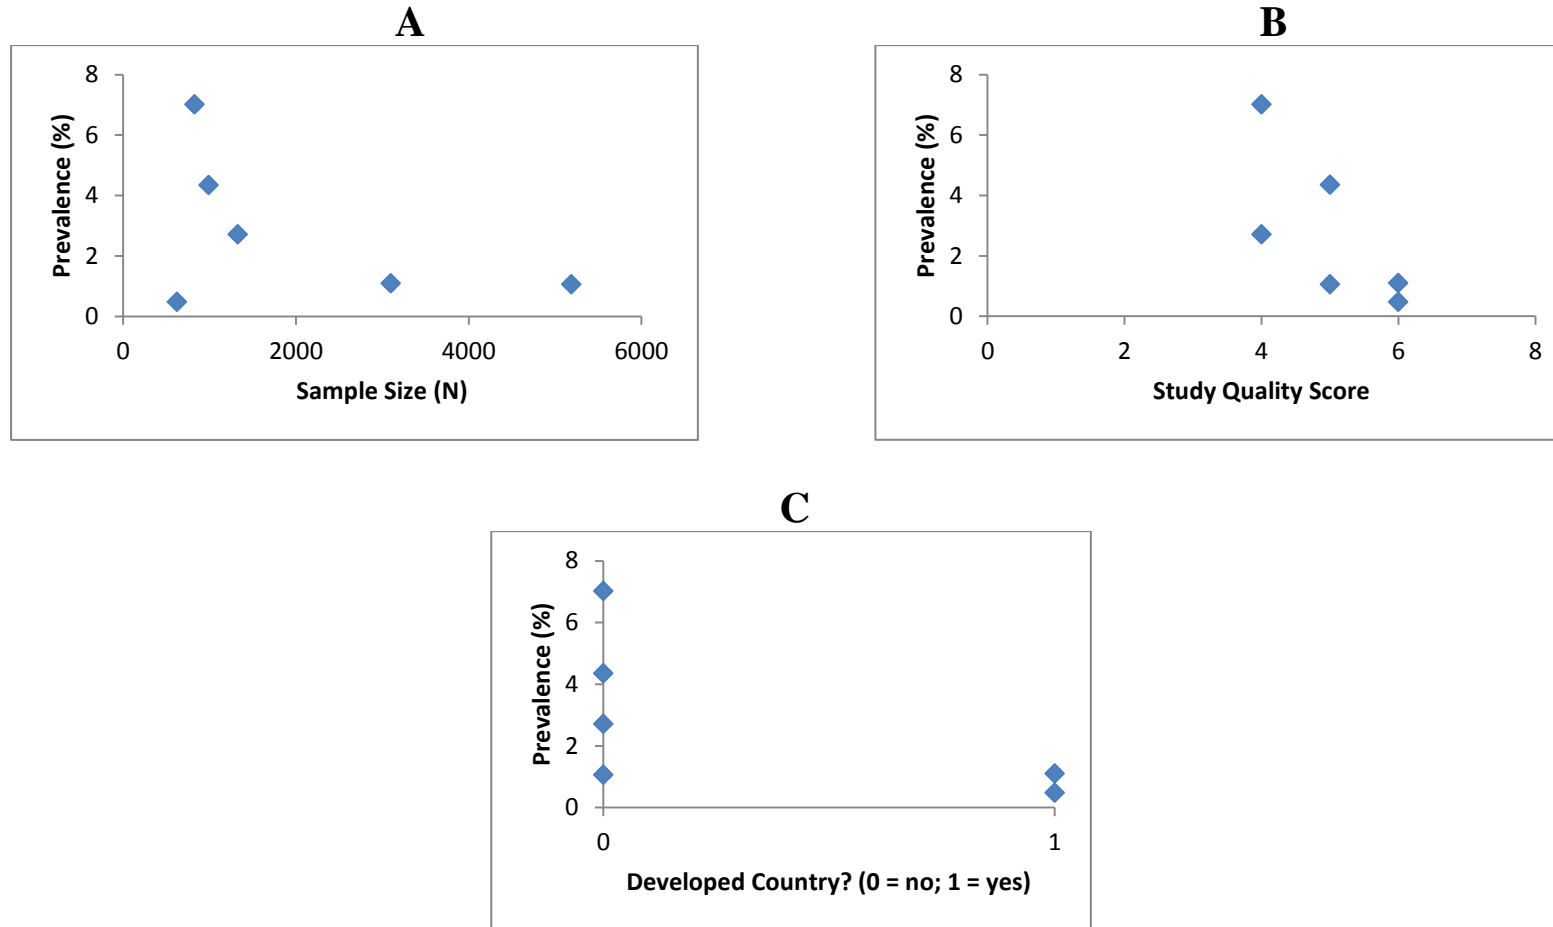 A
8
6
4
2
0
Prevalence (%)
0 2000 4000 6000
Sample Size (N)
B
8
6
4
2
0
Prevalence (%)
0 2 4 6 8
Study Quality Score
C
8
6
4
2
0
Prevalence (%)
0 1
Developed Country? (0 = no; 1 = yes)